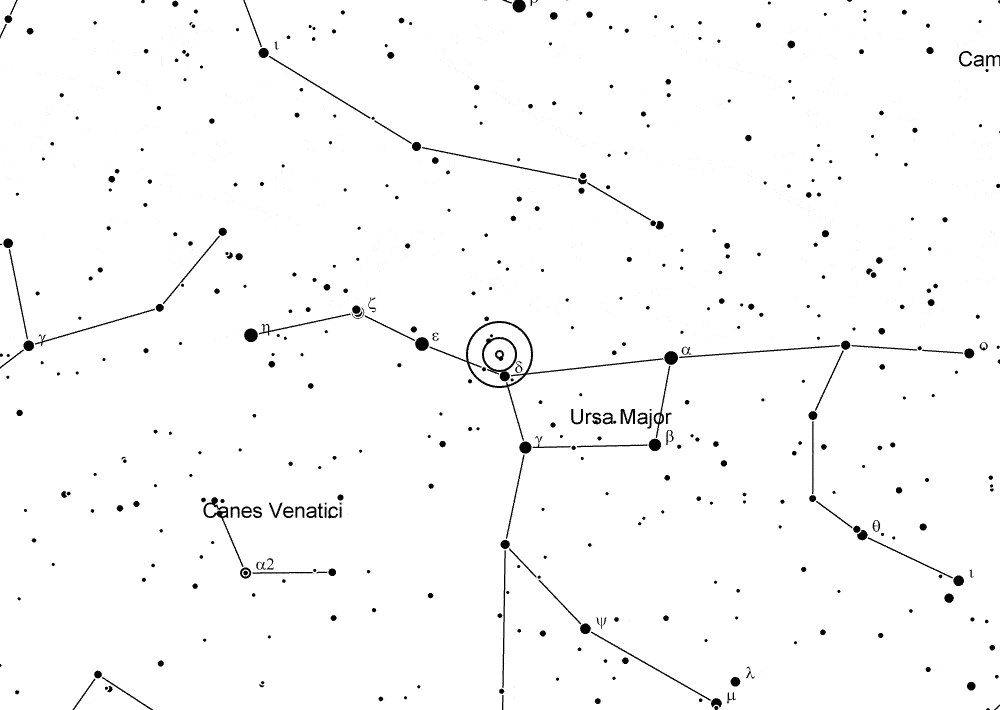 β
ι
Cam
γ
η
ζ
ε
δ
α
ο
Ursa Major
γ
β
Canes Venatici
θ
α2
ι
ψ
λ
μ